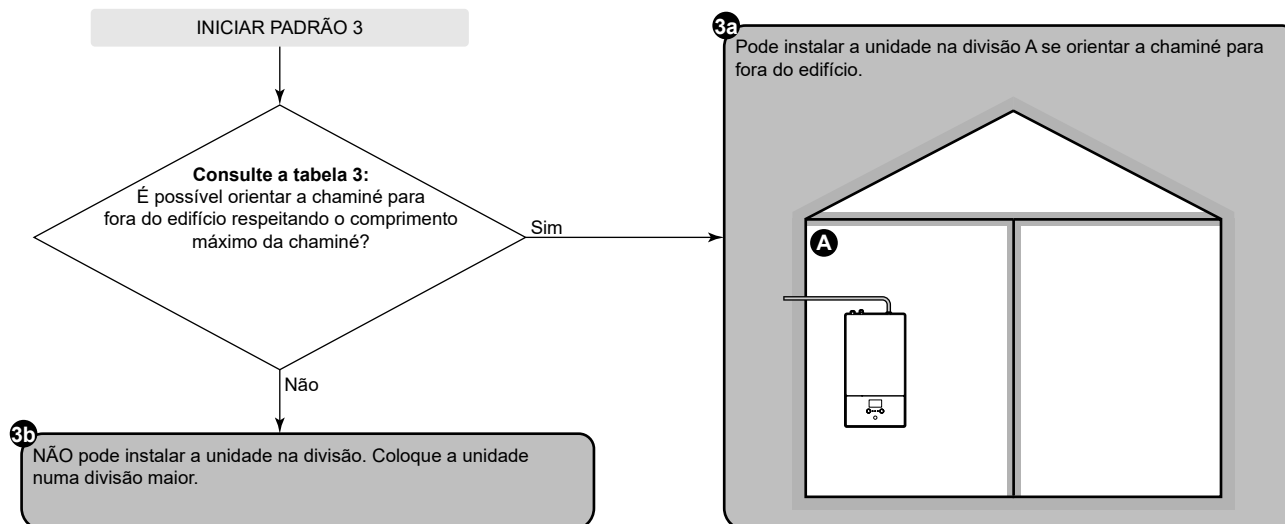 INICIAR PADRÃO 3
Consulte a tabela 3:
É possível orientar a chaminé para
fora do edifício respeitando o comprimento
máximo da chaminé?
Sim
Não
3a
Pode instalar a unidade na divisão A se orientar a chaminé para
fora do edifício.
A
3b
NÃO pode instalar a unidade na divisão. Coloque a unidade
numa divisão maior.